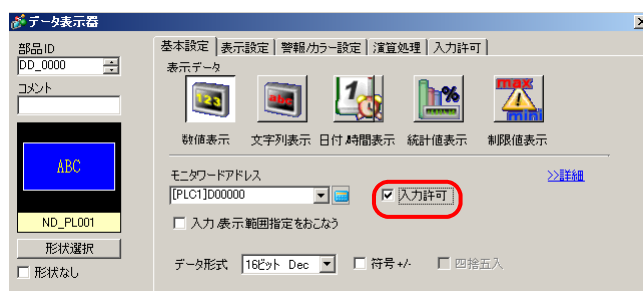 データ表示器
部品ID
DD_0000
コメント
ABC
ND_PL001
形状選択
形状なし
基本設定 表示設定 警報/カラー設定 演算処理 入力許可
表示データ
123 abc 1 % max mini
数値表示 文字列表示 日付/時間表示 統計値表示 制限値表示
モニタワードアドレス >>詳細
[PLC1]D00000 入力許可
入力/表示範囲指定をおこなう
データ形式 16ビット Dec 符号+/- 四捨五入